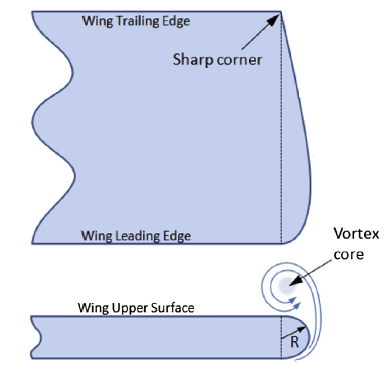 Wing Trailing Edge
Sharp corner
Wing Leading Edge
Vortex
core
Wing Upper Surface
R